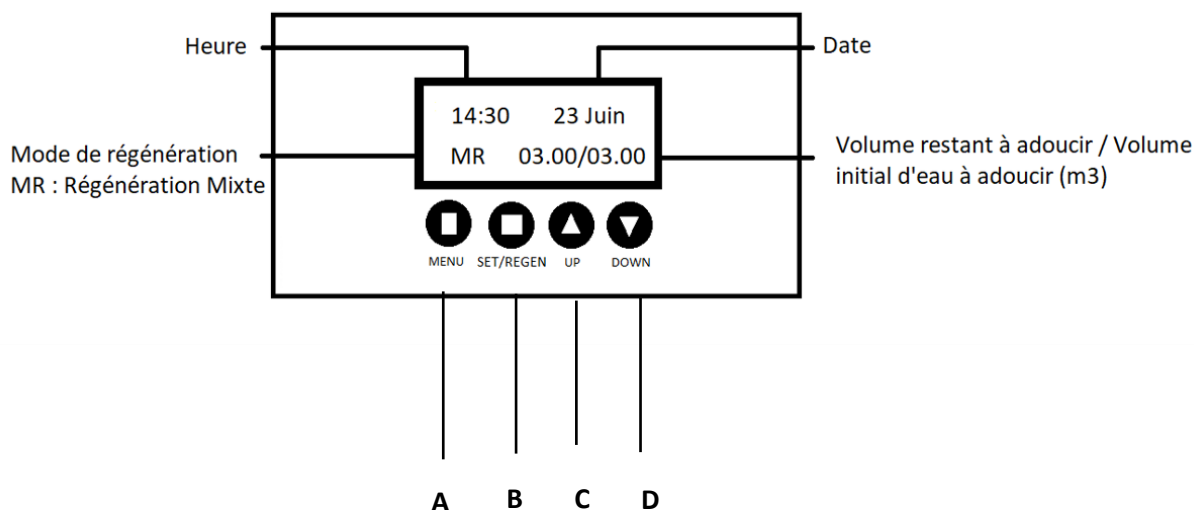 Heure
Date
14:30 23 Juin
MR 03.00/03.00
Mode de régénération
MR : Régénération Mixte
Volume restant à adoucir / Volume
initial d'eau à adoucir (m3)
MENU SET/REGEN UP DOWN
A B C D